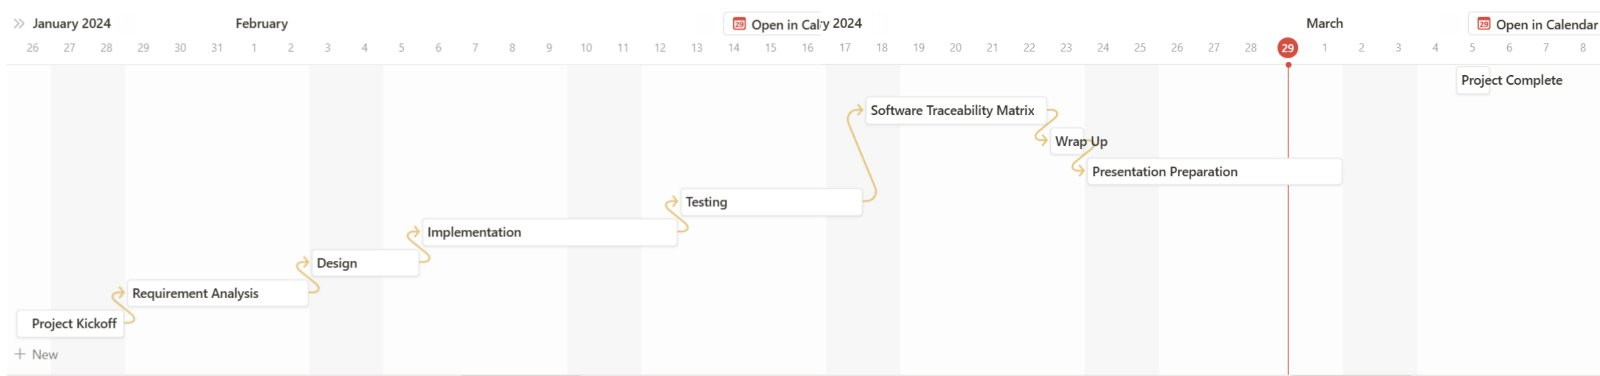 January 2024 February Open in Cal y 2024 March Open in Calendar
26 27 28 29 30 31 1 2 3 4 5 6 7 8 9 10 11 12 13 14 15 16 17 18 19 20 21 22 23 24 25 26 27 28 29 1 2 3 4 5 6 7 8
Project Complete
Software Traceability Matrix
Wrap Up
Presentation Preparation
Testing
Implementation
Design
Requirement Analysis
Project Kickoff
+ New